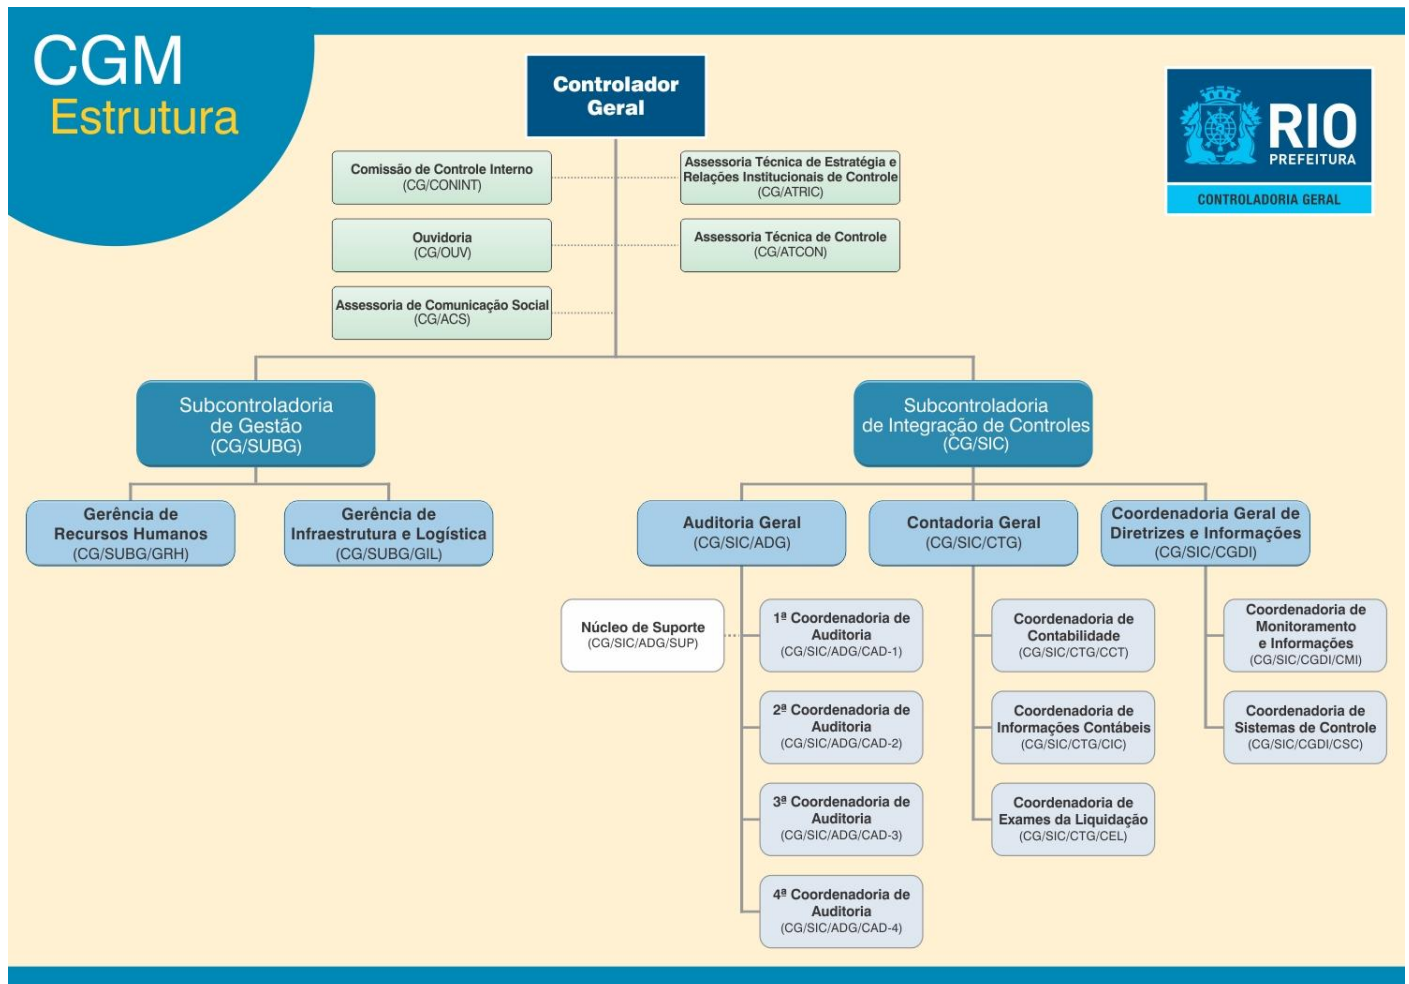 CGM
Estrutura
Controlador
Geral
RIO
PREFEITURA
CONTROLADORIA GERAL
Comissão de Controle Interno
(CG/CONINT)
Assessoria Técnica de Estratégia e
Relações Institucionais de Controle
(CG/ATRIC)
Ouvidoria
(CG/OUV)
Assessoria Técnica de Controle
(CG/ATCON)
Assessoria de Comunicação Social
(CG/ACS)
Subcontroladoria
de Gestão
(CG/SUBG)
Subcontroladoria
de Integração de Controles
(CG/SIC)
Gerência de
Recursos Humanos
(CG/SUBG/GRH)
Gerência de
Infraestrutura e Logística
(CG/SUBG/GIL)
Auditoria Geral
(CG/SIC/ADG)
Contadoria Geral
(CG/SIC/CTG)
Coordenadoria Geral de
Diretrizes e Informações
(CG/SIC/CGDI)
Núcleo de Suporte
(CG/SIC/ADG/SUP)
1ª Coordenadoria de
Auditoria
(CG/SIC/ADG/CAD-1)
2ª Coordenadoria de
Auditoria
(CG/SIC/ADG/CAD-2)
3ª Coordenadoria de
Auditoria
(CG/SIC/ADG/CAD-3)
4ª Coordenadoria de
Auditoria
(CG/SIC/ADG/CAD-4)
Coordenadoria de
Contabilidade
(CG/SIC/CTG/CCT)
Coordenadoria de
Informações Contábeis
(CG/SIC/CTG/CIC)
Coordenadoria de
Exames da Liquidação
(CG/SIC/CTG/CEL)
Coordenadoria de
Monitoramento
e Informações
(CG/SIC/CGDI/CMI)
Coordenadoria de
Sistemas de Controle
(CG/SIC/CGDI/CSC)